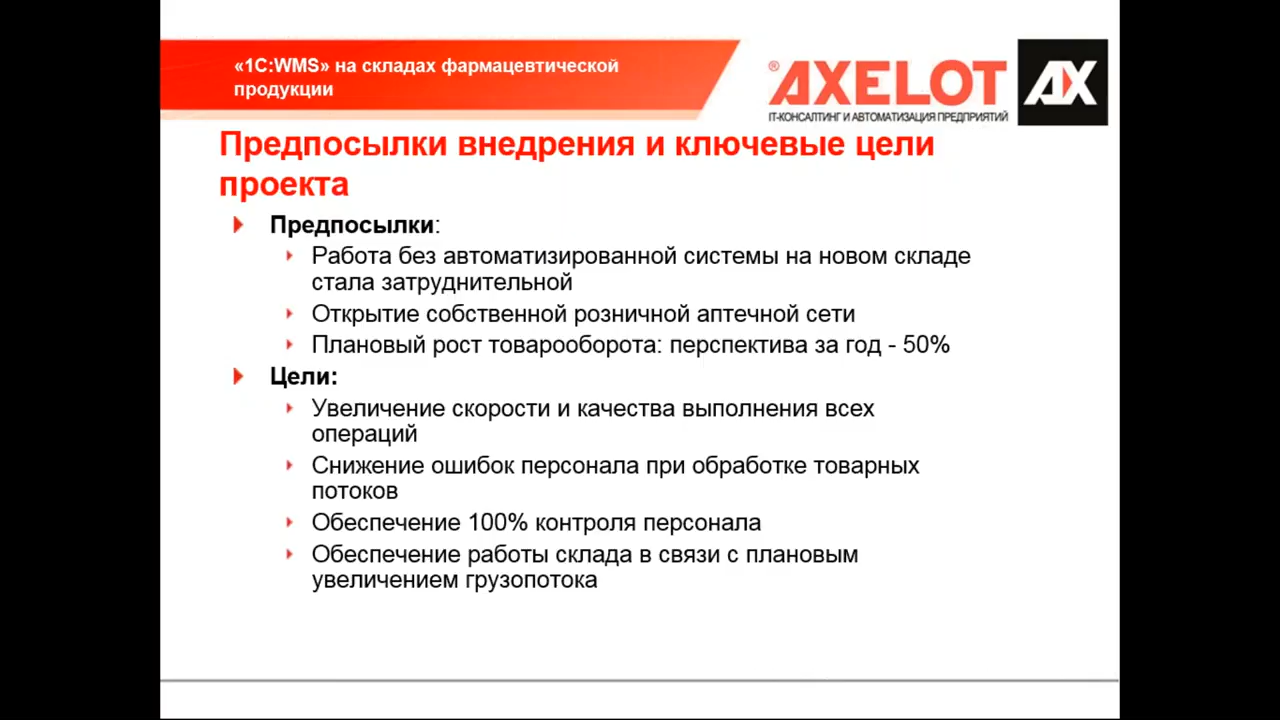 «1С:WMS» на складах фармацевтической
продукции
®AXELOT AX
IT-КОНСАЛТИНГ И АВТОМАТИЗАЦИЯ ПРЕДПРИЯТИЙ
Предпосылки внедрения и ключевые цели
проекта
Предпосылки:
Работа без автоматизированной системы на новом складе
стала затруднительной
Открытие собственной розничной аптечной сети
Плановый рост товарооборота: перспектива за год - 50%
Цели:
Увеличение скорости и качества выполнения всех
операций
Снижение ошибок персонала при обработке товарных
потоков
Обеспечение 100% контроля персонала
Обеспечение работы склада в связи с плановым
увеличением грузопотока